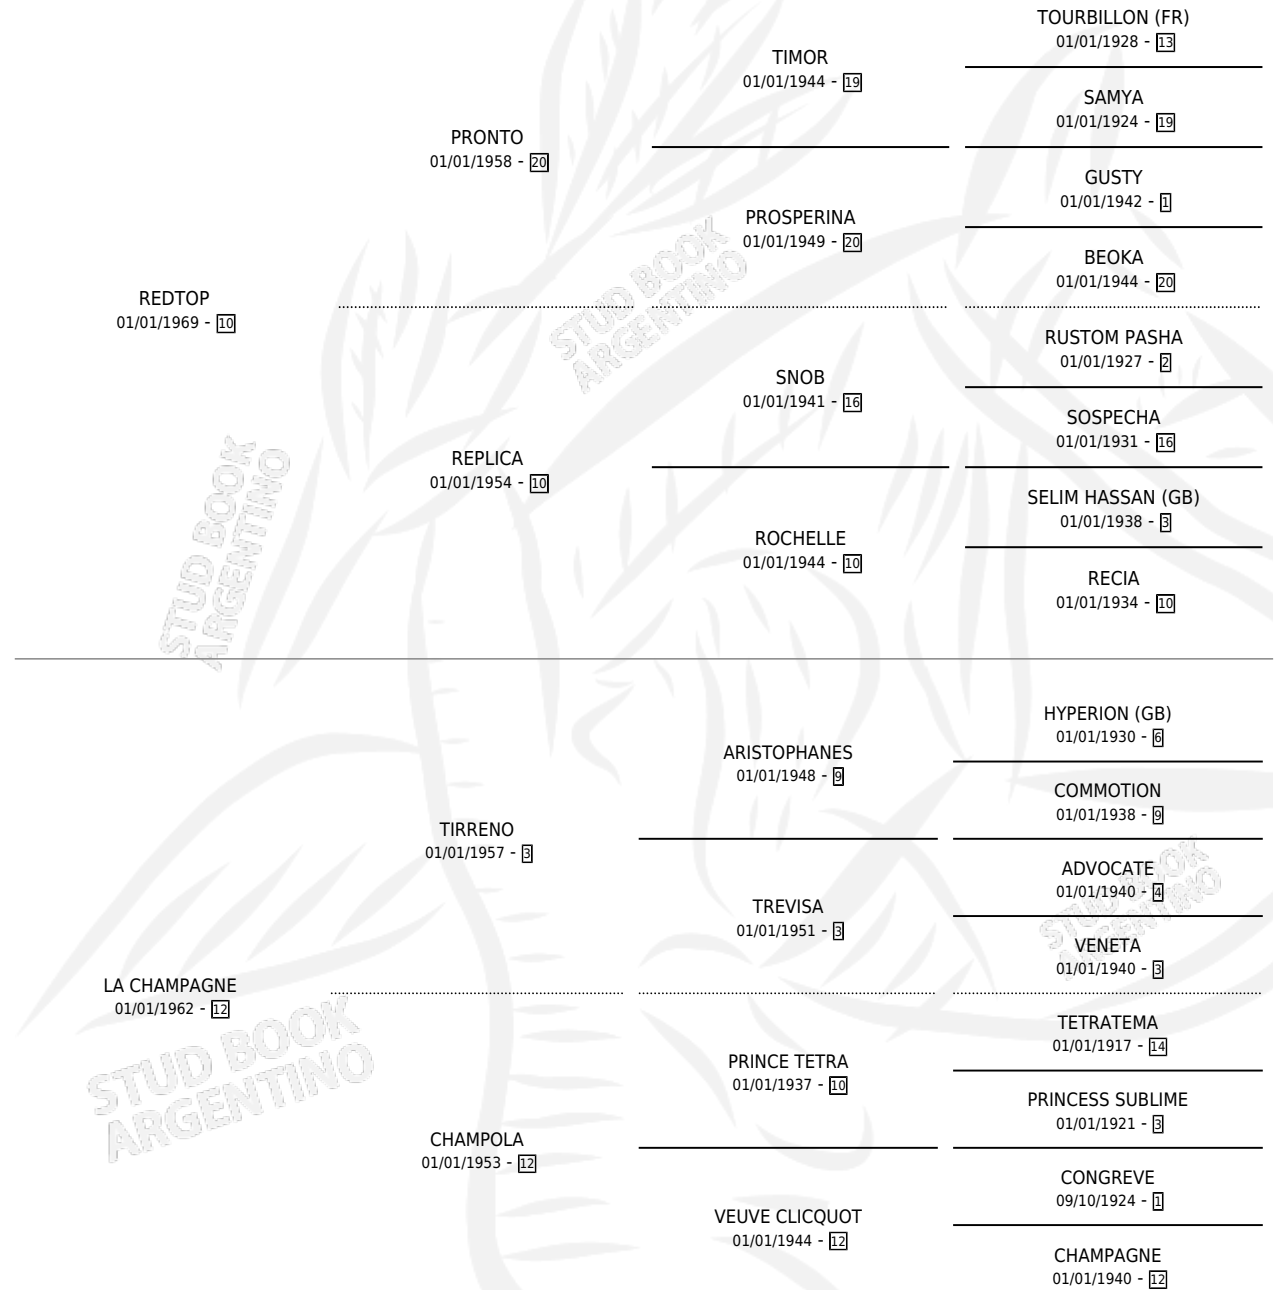 TOURBILLON (FR)
01/01/1928 - 13
TIMOR
01/01/1944 - 19
SAMYA
01/01/1924 - 19
PRONTO
01/01/1958 - 20
GUSTY
01/01/1942 - 1
PROSPERINA
01/01/1949 - 20
BEOKA
01/01/1944 - 20
REDTOP
01/01/1969 - 10
RUSTOM PASHA
01/01/1927 - 2
SNOB
01/01/1941 - 16
SOSPECHA
01/01/1931 - 16
REPLICA
01/01/1954 - 10
SELIM HASSAN (GB)
01/01/1938 - 3
ROCHELLE
01/01/1944 - 10
RECIA
01/01/1934 - 10
STUD BOOK
ARGENTINO
STUD BOOK
ARGENTINO
HYPERION (GB)
01/01/1930 - 6
ARISTOPHANES
01/01/1948 - 9
COMMOTION
01/01/1938 - 9
TIRRENO
01/01/1957 - 3
ADVOCATE
01/01/1940 - 4
TREVISA
01/01/1951 - 3
VENETA
01/01/1940 - 3
STUD BOOK
ARGENTINO
LA CHAMPAGNE
01/01/1962 - 12
TETRATEMA
01/01/1917 - 14
PRINCE TETRA
01/01/1937 - 10
PRINCESS SUBLIME
01/01/1921 - 3
CHAMPOLA
01/01/1953 - 12
CONGREVE
09/10/1924 - 1
VEUVE CLICQUOT
01/01/1944 - 12
CHAMPAGNE
01/01/1940 - 12
STUD BOOK
ARGENTINO